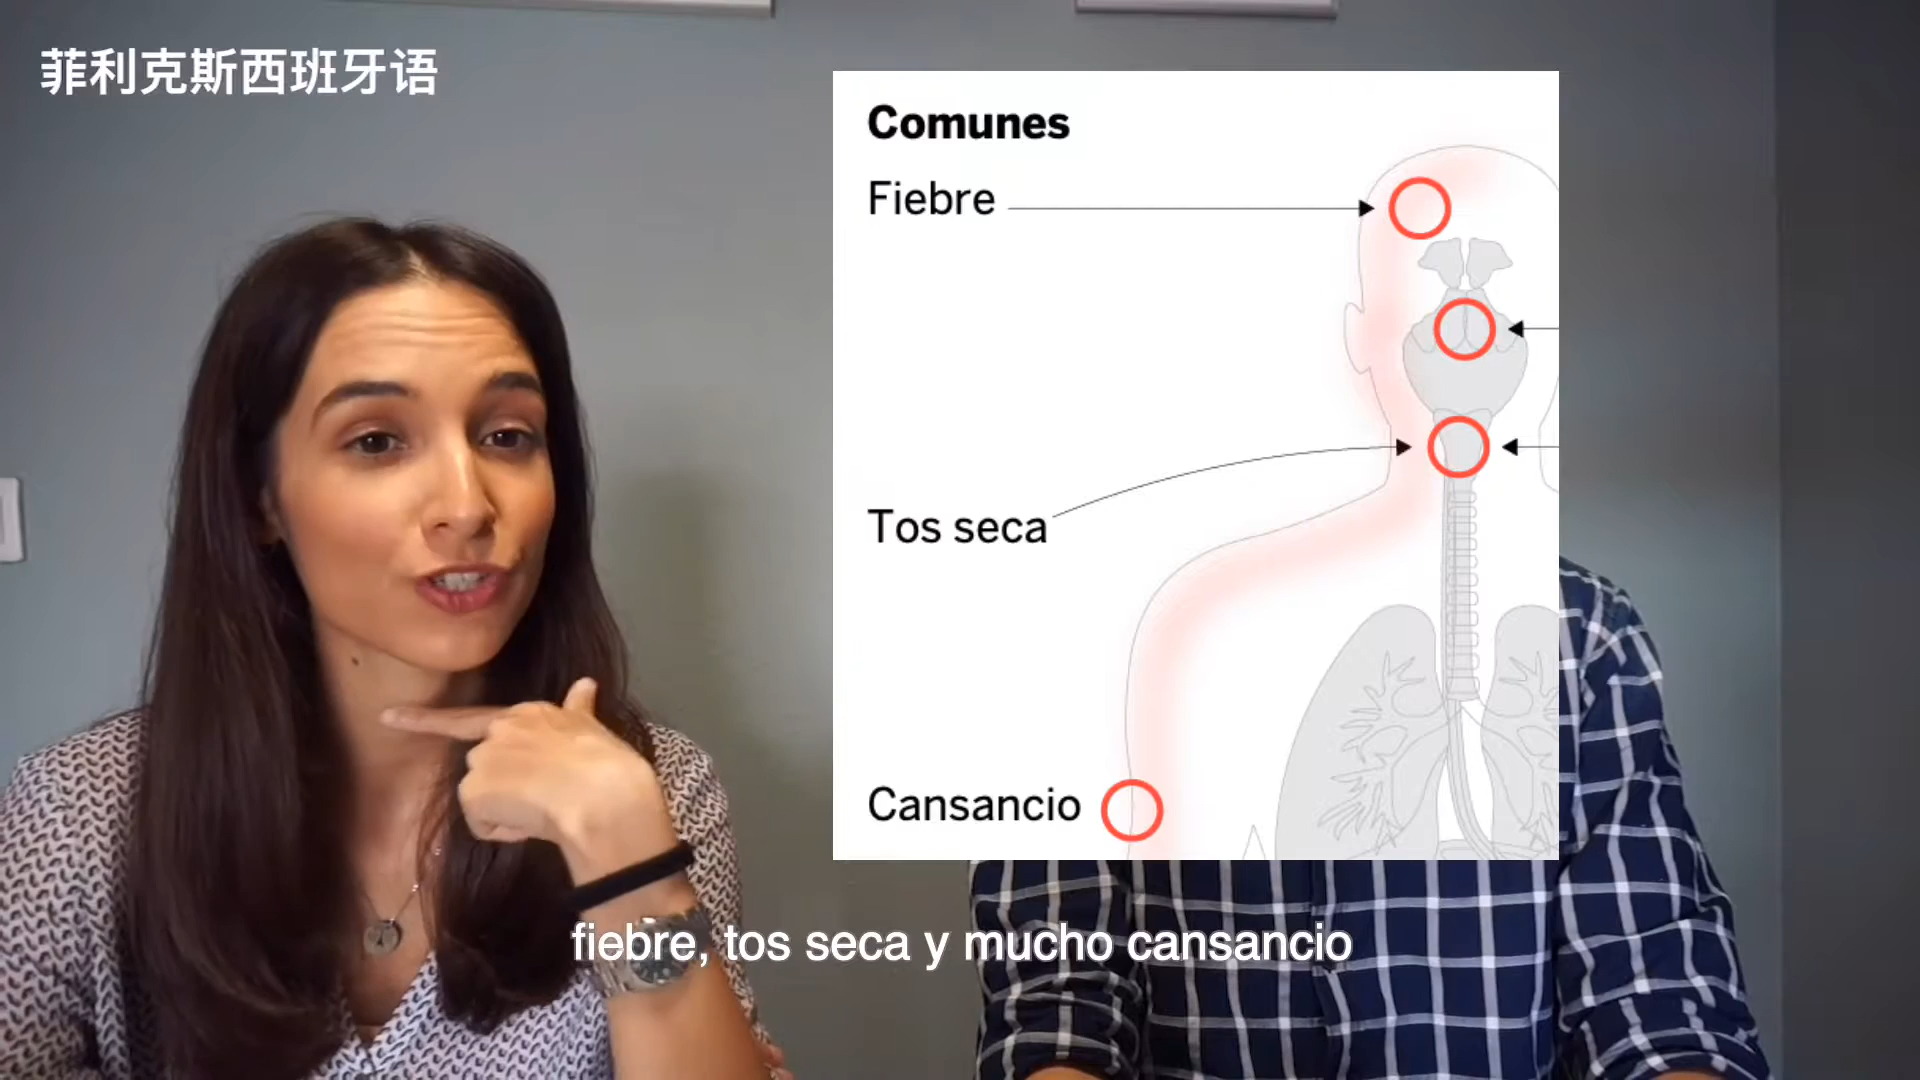 菲利克斯西班牙语
Comunes
Fiebre
Tos seca
Cansancio
fiebre, tos seca y mucho cansancio